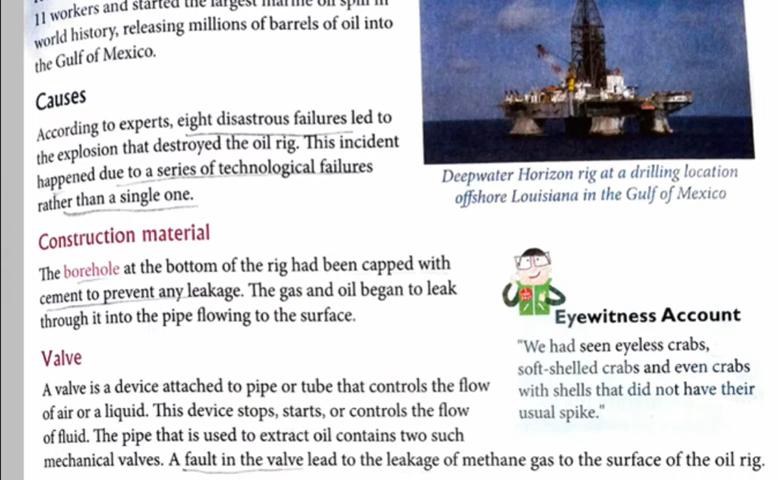 11 workers and started the largest marine oil spill in
world history, releasing millions of barrels of oil into
the Gulf of Mexico.
Causes
According to experts, eight disastrous failures led to
the explosion that destroyed the oil rig. This incident
happened due to a series of technological failures
rather than a single one.
Deepwater Horizon rig at a drilling location
offshore Louisiana in the Gulf of Mexico
Construction material
The borehole at the bottom of the rig had been capped with
cement to prevent any leakage. The gas and oil began to leak
through it into the pipe flowing to the surface.
Eyewitness Account
"We had seen eyeless crabs,
soft-shelled crabs and even crabs
with shells that did not have their
usual spike."
Valve
A valve is a device attached to pipe or tube that controls the flow
of air or a liquid. This device stops, starts, or controls the flow
of fluid. The pipe that is used to extract oil contains two such
mechanical valves. A fault in the valve lead to the leakage of methane gas to the surface of the oil rig.